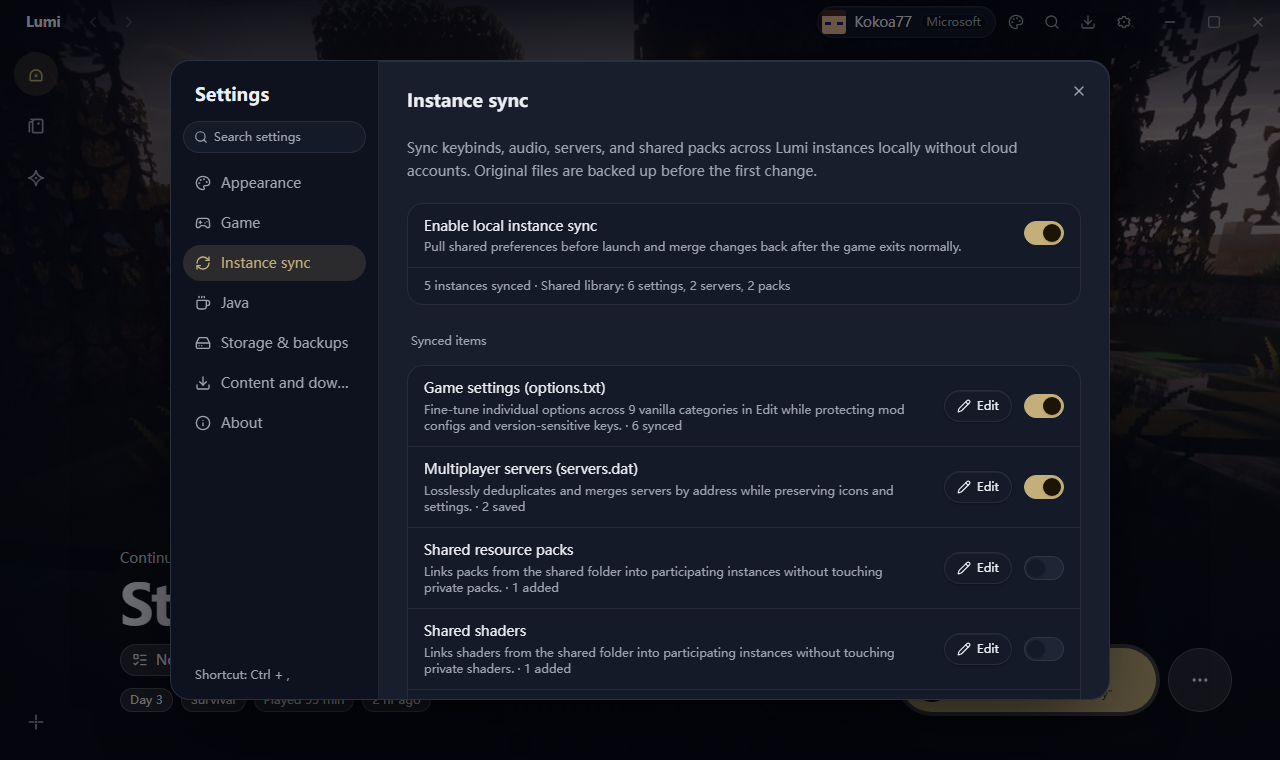 Lumi
Kokoa77
Microsoft
Settings
Search settings
Appearance
Game
Instance sync
Java
Storage & backups
Content and dow...
About
Shortcut: Ctrl + ,
Instance sync
Sync keybinds, audio, servers, and shared packs across Lumi instances locally without cloud
accounts. Original files are backed up before the first change.
Enable local instance sync
Pull shared preferences before launch and merge changes back after the game exits normally.
5 instances synced · Shared library: 6 settings, 2 servers, 2 packs
Synced items
Game settings (options.txt)
Fine-tune individual options across 9 vanilla categories in Edit while protecting mod
configs and version-sensitive keys. · 6 synced
Edit
Multiplayer servers (servers.dat)
Losslessly deduplicates and merges servers by address while preserving icons and
settings. · 2 saved
Edit
Shared resource packs
Links packs from the shared folder into participating instances without touching
private packs. · 1 added
Edit
Shared shaders
Links shaders from the shared folder into participating instances without touching
private shaders. · 1 added
Edit
Day 3
Survival
2 hr ago